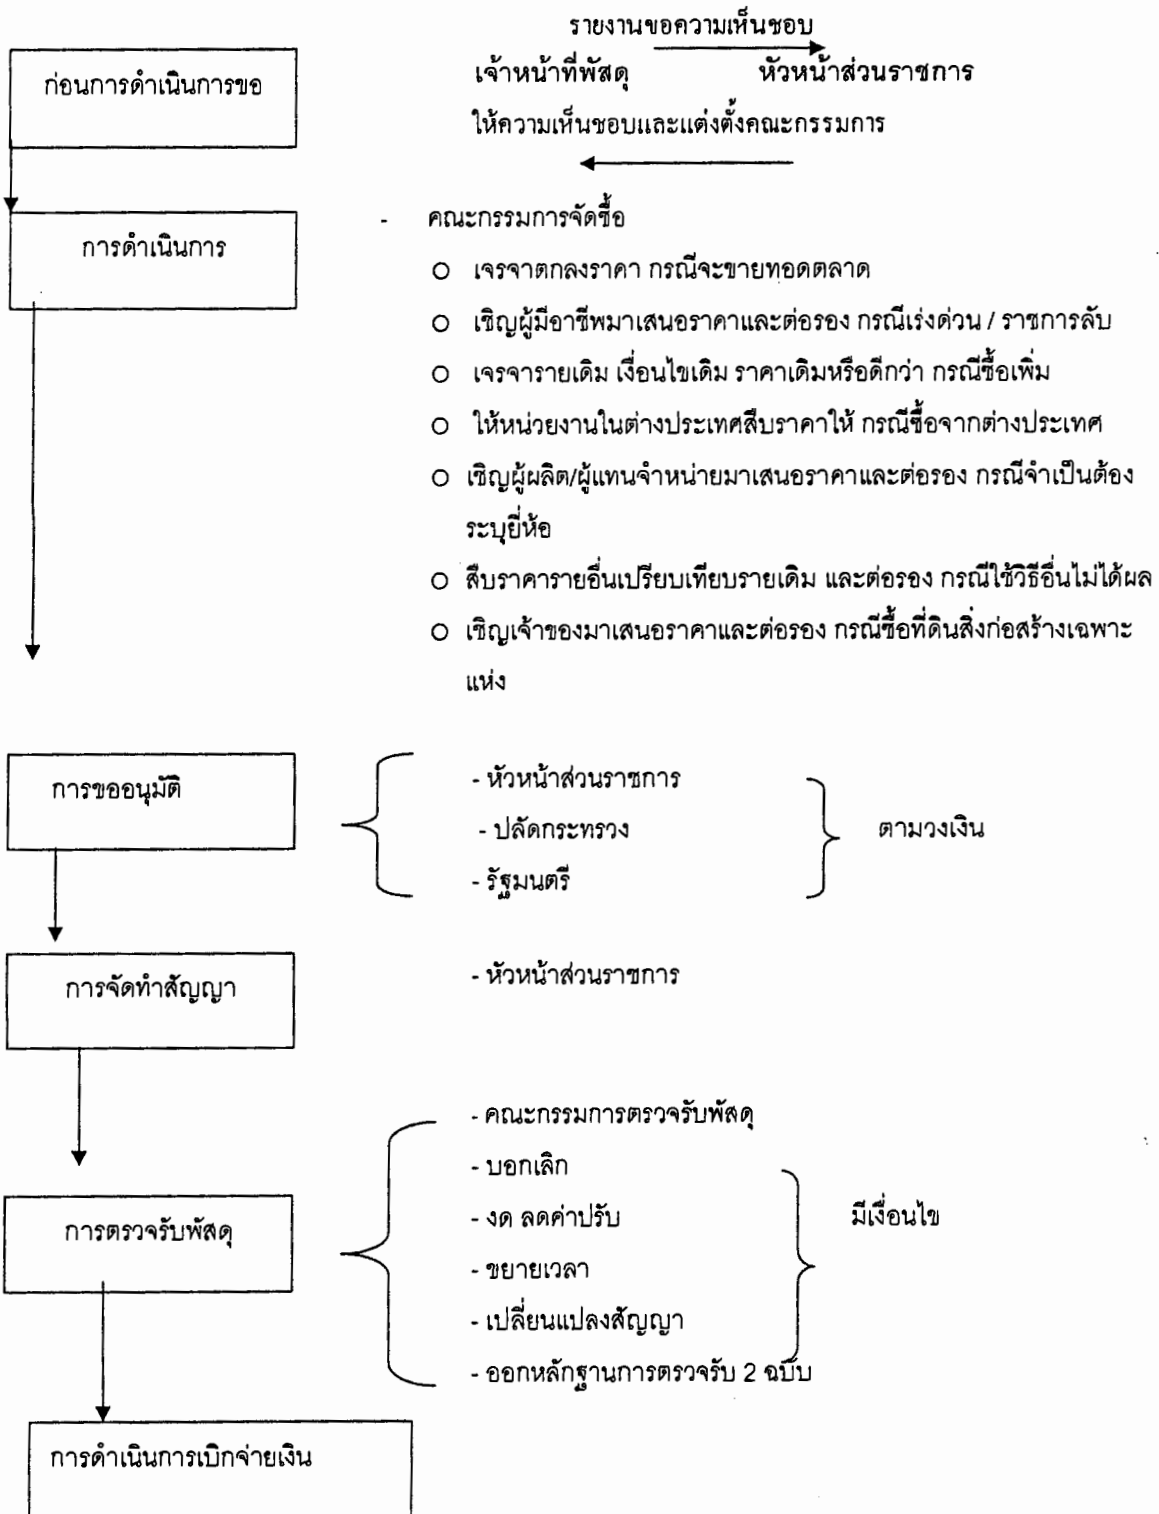 รายงานขอความเห็นชอบ
ก่อนการดำเนินการขอ
เจ้าหน้าที่พัสดุ หัวหน้าส่วนราชการ
ให้ความเห็นชอบและแต่งตั้งคณะกรรมการ
การดำเนินการ
- คณะกรรมการจัดซื้อ
O เจรจาตกลงราคา กรณีจะขายทอดตลาด
O เชิญผู้มีอาชีพมาเสนอราคาและต่อรอง กรณีเร่งด่วน / ราชการลับ
O เจรจารายเดิม เงื่อนไขเดิม ราคาเดิมหรือดีกว่า กรณีซื้อเพิ่ม
O ให้หน่วยงานในต่างประเทศสืบราคาให้ กรณีซื้อจากต่างประเทศ
O เชิญผู้ผลิต/ผู้แทนจำหน่ายมาเสนอราคาและต่อรอง กรณีจำเป็นต้อง
ระบุยี่ห้อ
O สืบราคารายอื่นเปรียบเทียบรายเดิม และต่อรอง กรณีใช้วิธีอื่นไม่ได้ผล
O เชิญเจ้าของมาเสนอราคาและต่อรอง กรณีซื้อที่ดินสิ่งก่อสร้างเฉพาะ
แห่ง
การขออนุมัติ
- หัวหน้าส่วนราชการ
- ปลัดกระทรวง
- รัฐมนตรี
ตามวงเงิน
การจัดทำสัญญา
- หัวหน้าส่วนราชการ
การตรวจรับพัสดุ
- คณะกรรมการตรวจรับพัสดุ
- บอกเลิก
- งด ลดค่าปรับ
- ขยายเวลา
- เปลี่ยนแปลงสัญญา
- ออกหลักฐานการตรวจรับ 2 ฉบับ
มีเงื่อนไข
การดำเนินการเบิกจ่ายเงิน